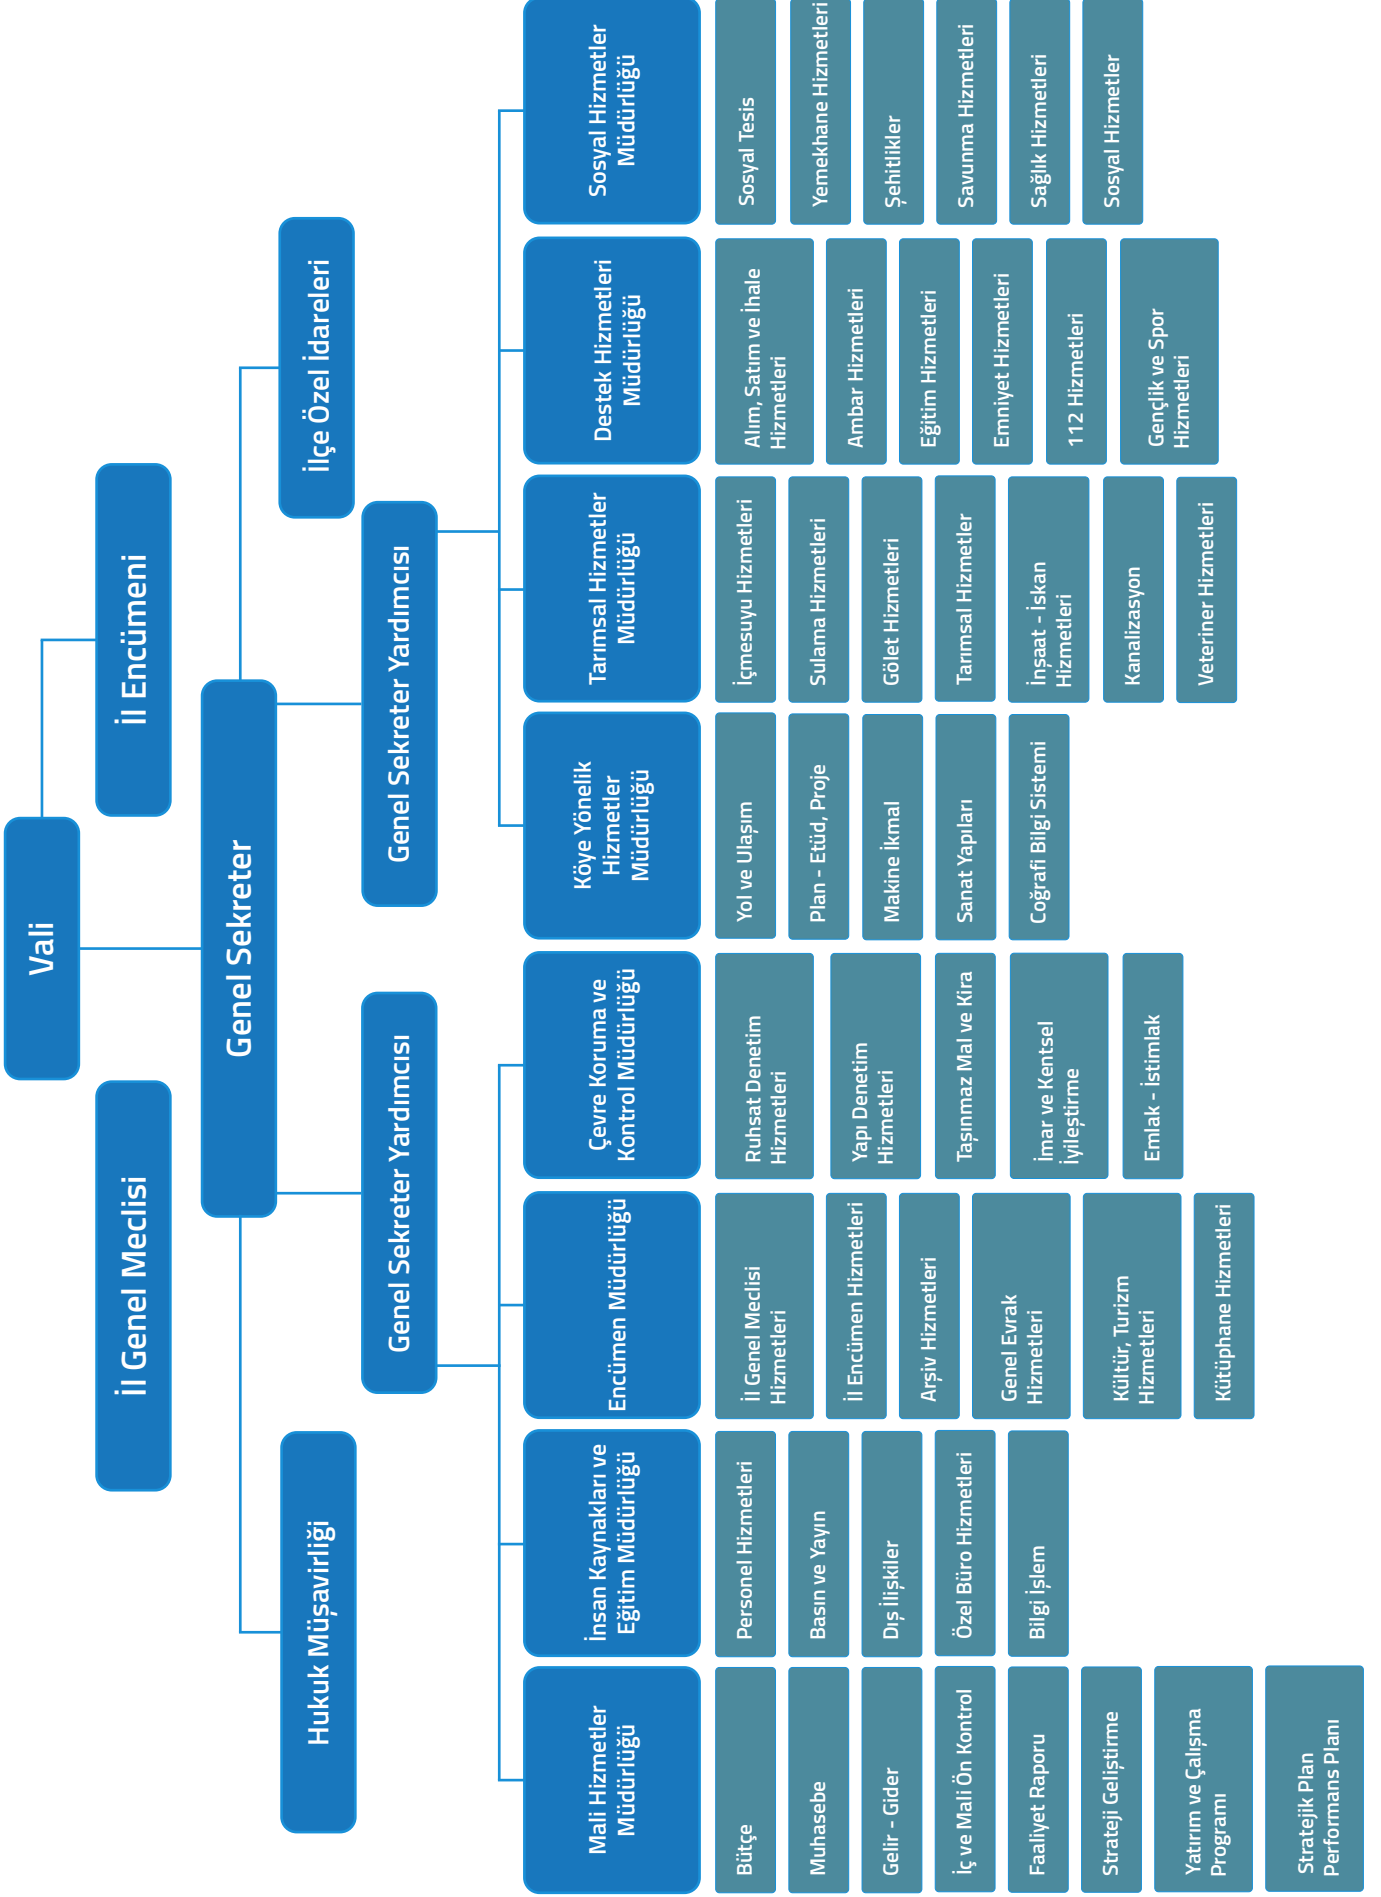 Vali
İl Genel Meclisi
İl Encümeni
Genel Sekreter
Hukuk Müşavirliği
İlçe Özel İdareleri
Genel Sekreter Yardımcısı
Genel Sekreter Yardımcısı
Mali Hizmetler
Müdürlüğü
Bütçe
Muhasebe
Gelir - Gider
İç ve Mali Ön Kontrol
Faaliyet Raporu
Strateji Geliştirme
Yatırım ve Çalışma
Programı
Stratejik Plan
Performans Planı
İnsan Kaynakları ve
Eğitim Müdürlüğü
Personel Hizmetleri
Basın ve Yayın
Dış İlişkiler
Özel Büro Hizmetleri
Bilgi İşlem
Encümen Müdürlüğü
İl Genel Meclisi
Hizmetleri
İl Encümen Hizmetleri
Arşiv Hizmetleri
Genel Evrak
Hizmetleri
Kültür, Turizm
Hizmetleri
Kütüphane Hizmetleri
Çevre Koruma ve
Kontrol Müdürlüğü
Ruhsat Denetim
Hizmetleri
Yapı Denetim
Hizmetleri
Taşınmaz Mal ve Kira
İmar ve Kentsel
İyileştirme
Emlak - İstimlak
Köye Yönelik
Hizmetler
Müdürlüğü
Yol ve Ulaşım
Plan - Etüd, Proje
Makine İkmal
Sanat Yapıları
Coğrafi Bilgi Sistemi
Tarımsal Hizmetler
Müdürlüğü
İçmesuyu Hizmetleri
Sulama Hizmetleri
Gölet Hizmetleri
Tarımsal Hizmetler
İnşaat - İskan
Hizmetleri
Kanalizasyon
Veteriner Hizmetleri
Destek Hizmetleri
Müdürlüğü
Alım, Satım ve İhale
Hizmetleri
Ambar Hizmetleri
Eğitim Hizmetleri
Emniyet Hizmetleri
112 Hizmetleri
Gençlik ve Spor
Hizmetleri
Sosyal Hizmetler
Müdürlüğü
Sosyal Tesis
Yemekhane Hizmetleri
Şehitlikler
Savunma Hizmetleri
Sağlık Hizmetleri
Sosyal Hizmetler